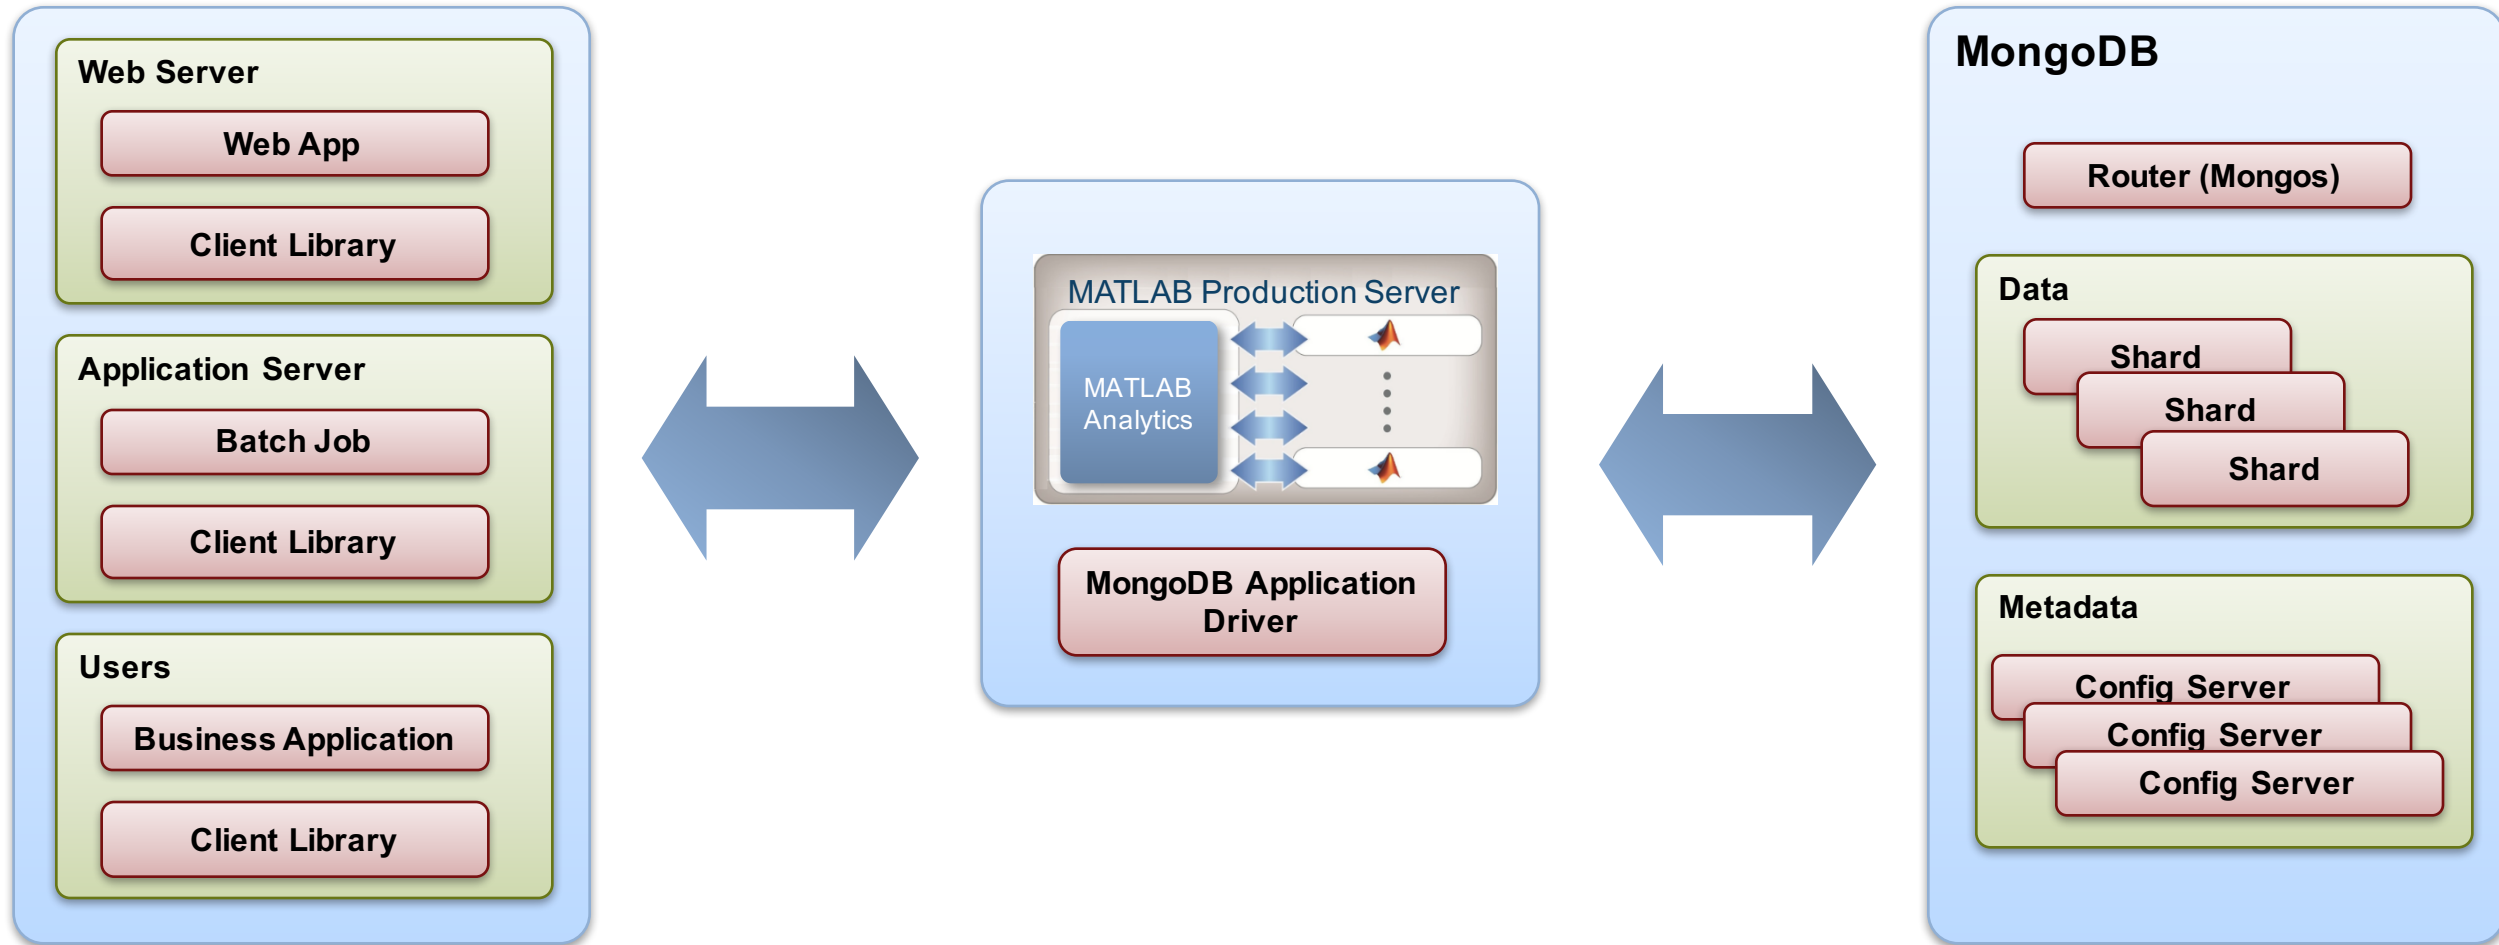 Web Server
Web App
Client Library
Application Server
Batch Job
Client Library
Users
Business Application
Client Library
MATLAB Production Server
MATLAB
Analytics
MongoDB Application
Driver
MongoDB
Router (Mongos)
Data
Shard
Shard
Shard
Metadata
Config Server
Config Server
Config Server